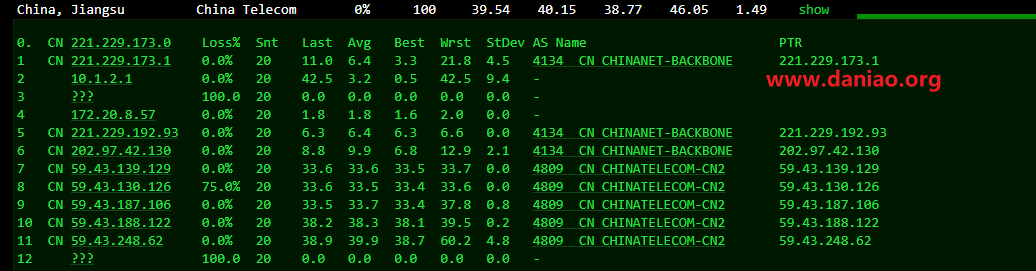 China, Jiangsu China Telecom 0% 100 39.54 40.15 38.77 46.05 1.49 show
0. CN 221.229.173.0 Loss% Snt Last Avg Best Wrst StDev AS Name PTR
1 CN 221.229.173.1 0.0% 20 11.0 6.4 3.3 21.8 4.5 4134 CN CHINANET-BACKBONE 221.229.173.1
2 10.1.2.1 0.0% 20 42.5 3.2 0.5 42.5 9.4 -
www.daniao.org
3 ??? 100.0 20 0.0 0.0 0.0 0.0 0.0 -
4 172.20.8.57 0.0% 20 1.8 1.8 1.6 2.0 0.0 -
5 CN 221.229.192.93 0.0% 20 6.3 6.4 6.3 6.6 0.0 4134 CN CHINANET-BACKBONE 221.229.192.93
6 CN 202.97.42.130 0.0% 20 8.8 9.9 6.8 12.9 2.1 4134 CN CHINANET-BACKBONE 202.97.42.130
7 CN 59.43.139.129 0.0% 20 33.6 33.6 33.5 33.7 0.0 4809 CN CHINATELECOM-CN2 59.43.139.129
8 CN 59.43.130.126 75.0% 20 33.6 33.5 33.4 33.6 0.0 4809 CN CHINATELECOM-CN2 59.43.130.126
9 CN 59.43.187.106 0.0% 20 33.5 33.7 33.4 37.8 0.8 4809 CN CHINATELECOM-CN2 59.43.187.106
10 CN 59.43.188.122 0.0% 20 38.2 38.3 38.1 39.5 0.2 4809 CN CHINATELECOM-CN2 59.43.188.122
11 CN 59.43.248.62 0.0% 20 38.9 39.9 38.7 60.2 4.8 4809 CN CHINATELECOM-CN2 59.43.248.62
12 ??? 100.0 20 0.0 0.0 0.0 0.0 0.0 -